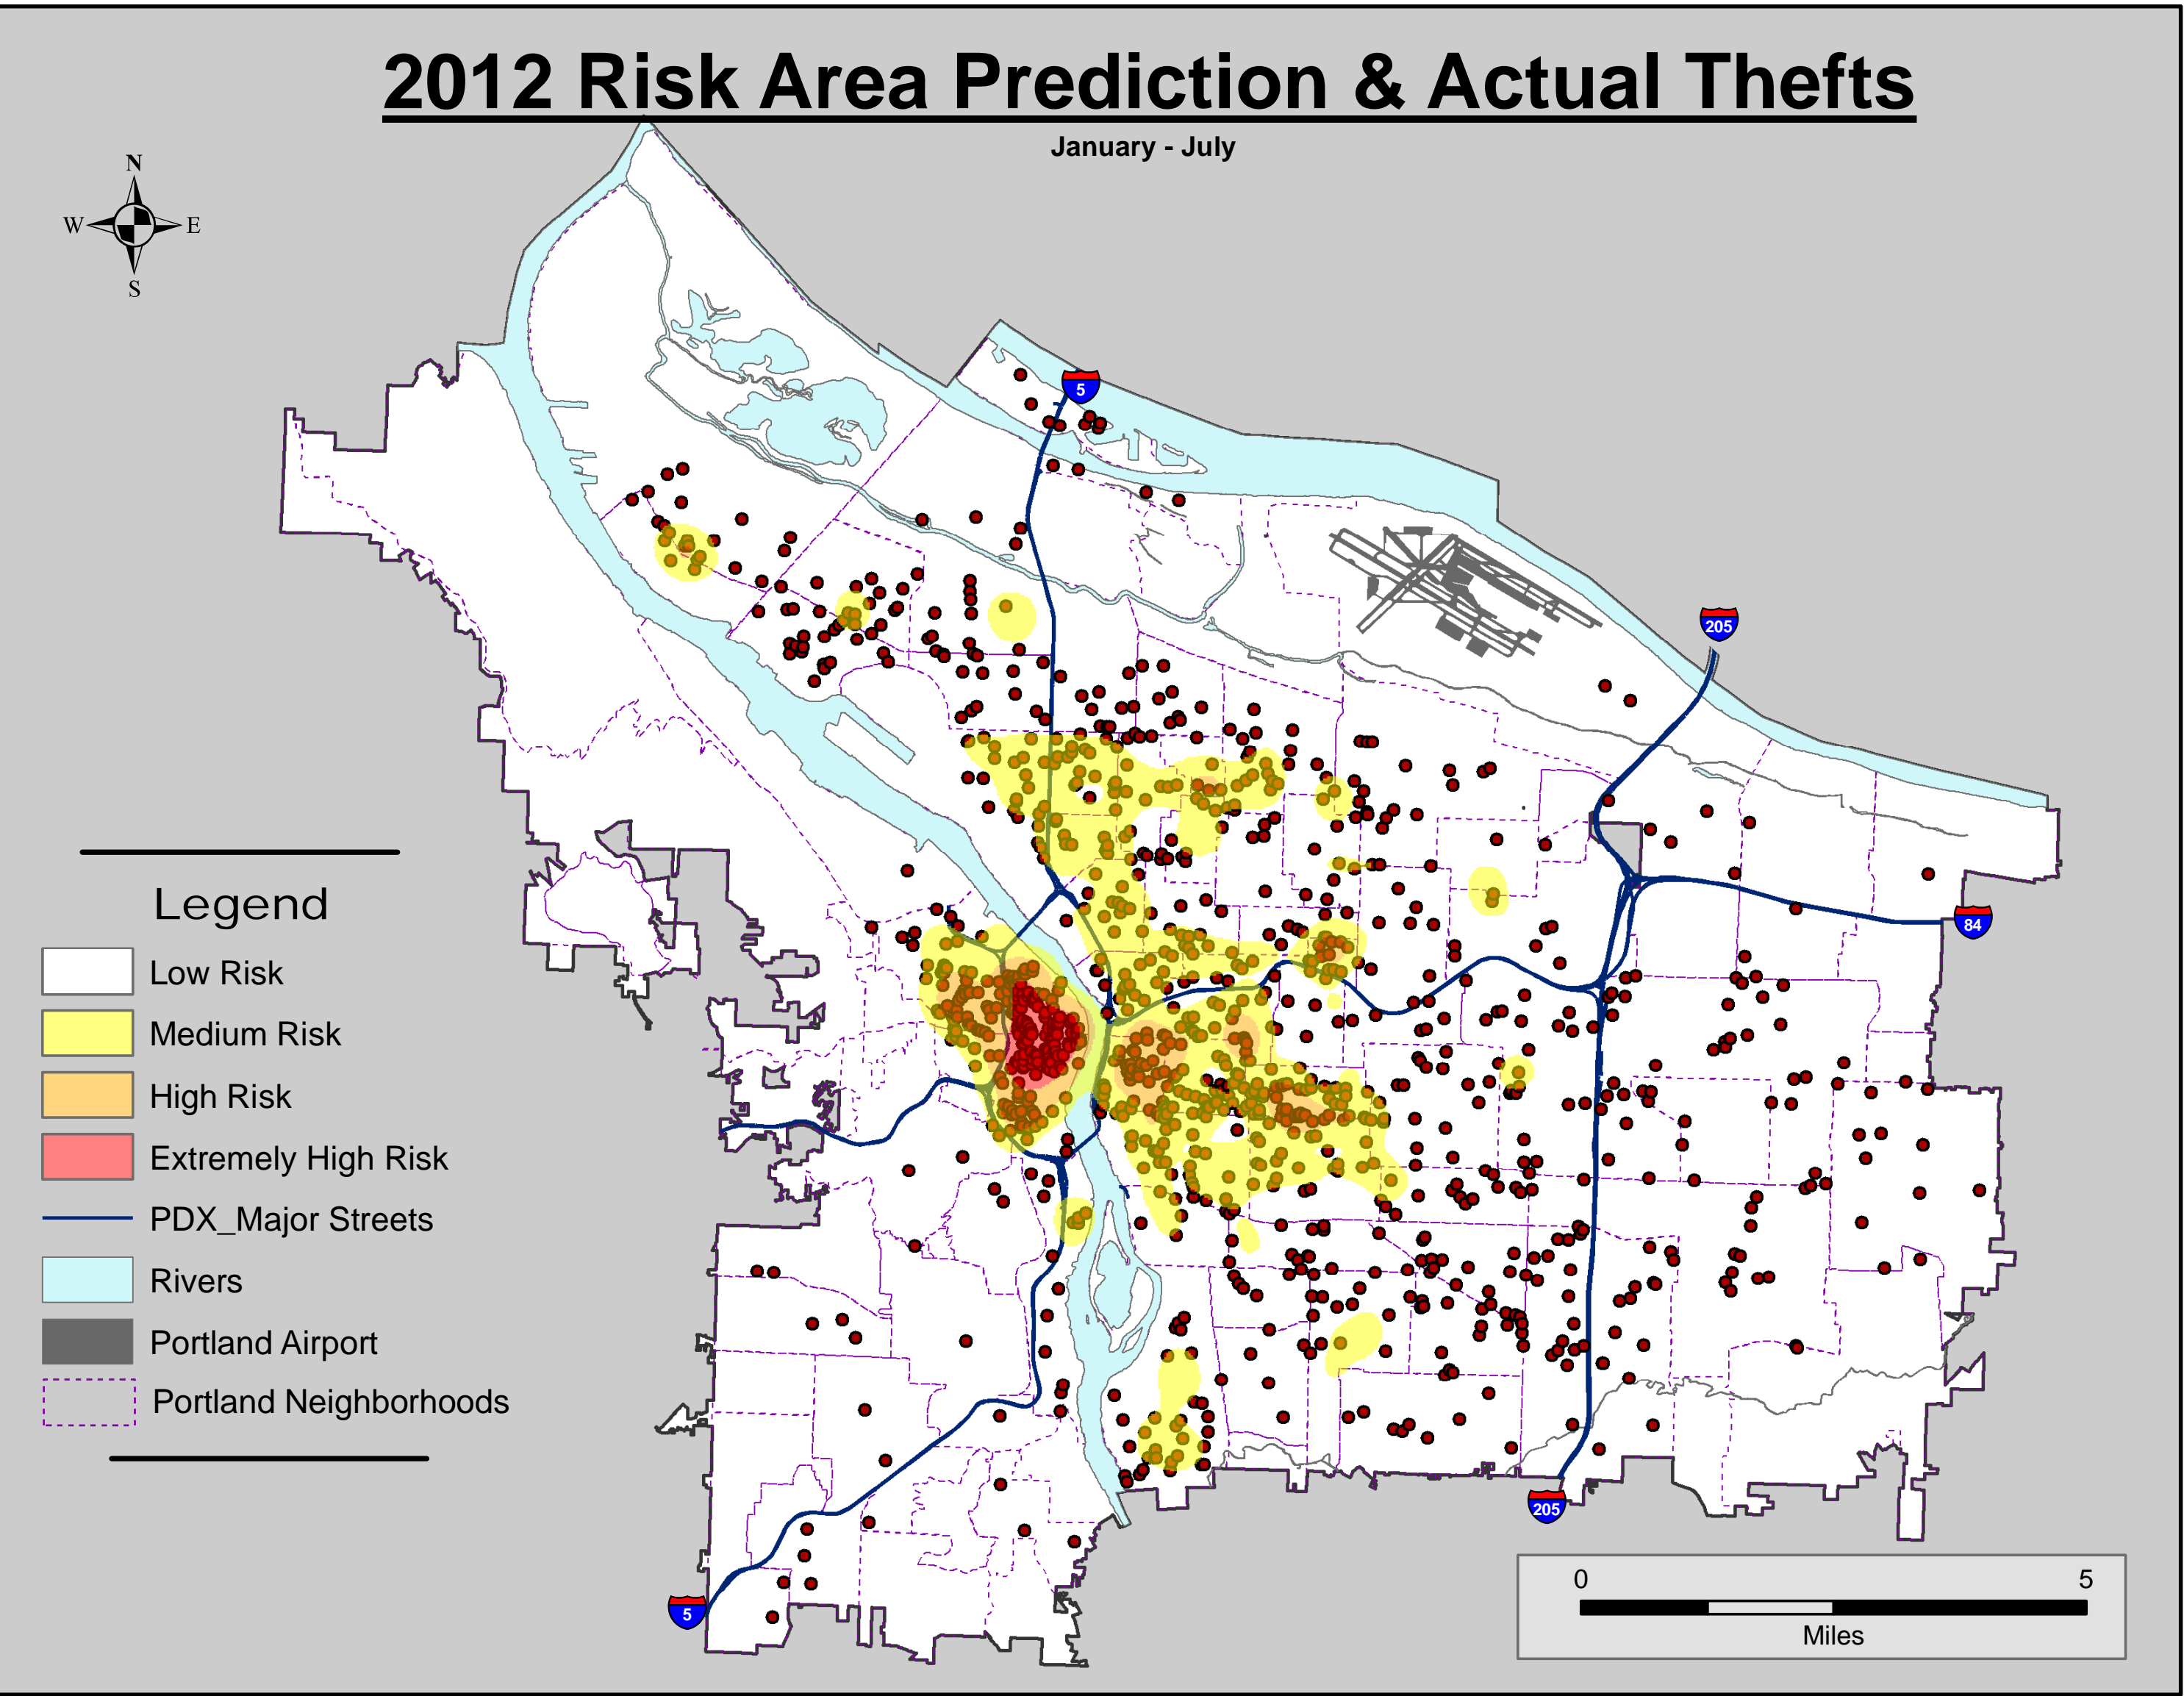 2012 Risk Area Prediction & Actual Thefts
January - July
N
W E
S
5
205
84
Legend
Low Risk
Medium Risk
High Risk
Extremely High Risk
PDX_Major Streets
Rivers
Portland Airport
Portland Neighborhoods
205
5
0 5
Miles